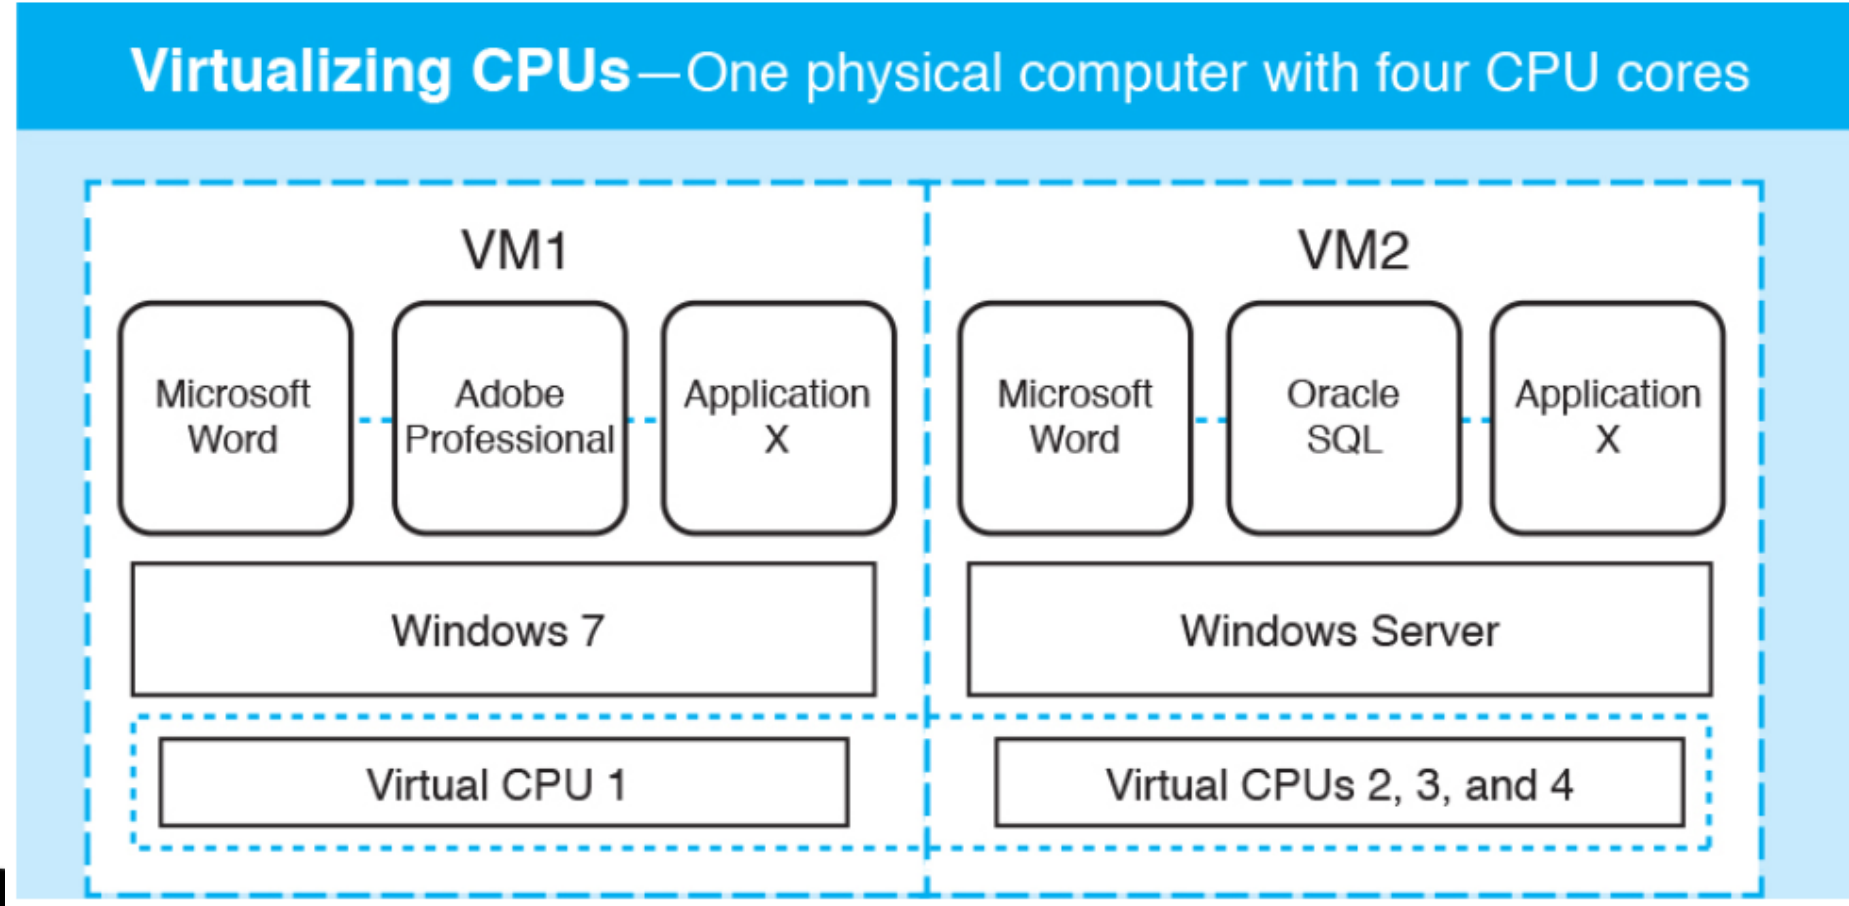 Virtualizing CPUs—One physical computer with four CPU cores
VM1
Microsoft
Word
Adobe
Professional
Application
X
Windows 7
Virtual CPU 1
VM2
Microsoft
Word
Oracle
SQL
Application
X
Windows Server
Virtual CPUs 2, 3, and 4